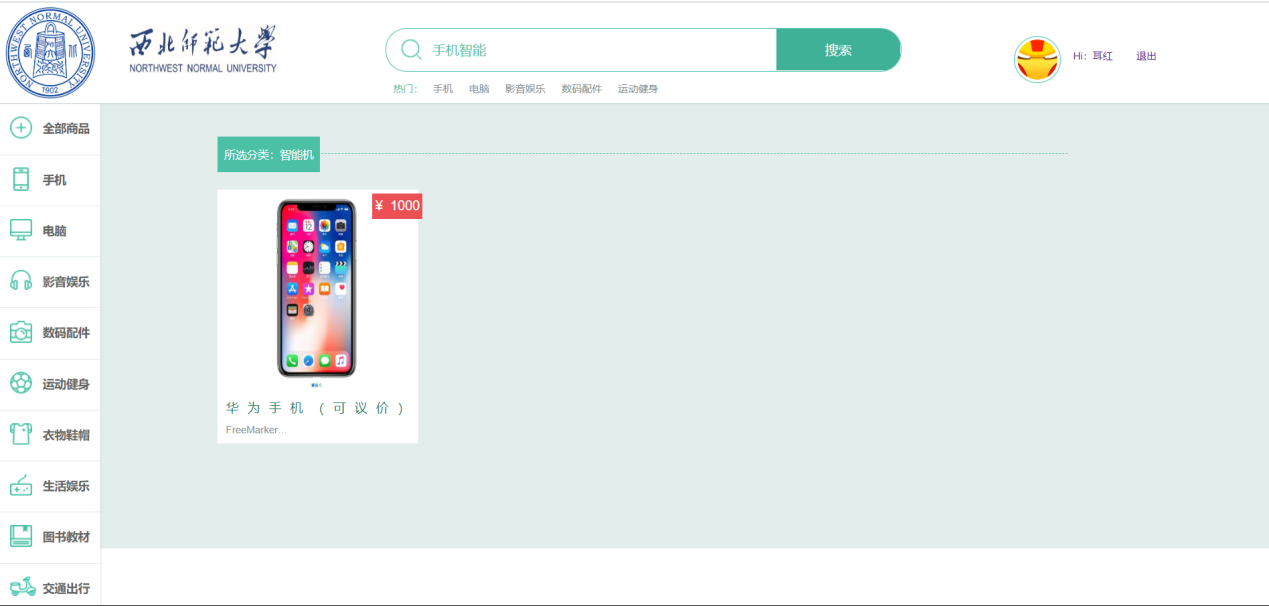 NORTHWEST NORMAL UNIVERSITY
1902
西北师范大学
NORTHWEST NORMAL UNIVERSITY
手机智能
搜索
Hi：耳红
退出
热门：
手机
电脑
影音娱乐
数码配件
运动健身
全部商品
手机
电脑
影音娱乐
数码配件
运动健身
衣物鞋帽
生活娱乐
图书教材
交通出行
所选分类：智能机
¥ 1000
华为手机（可议价）
FreeMarker...